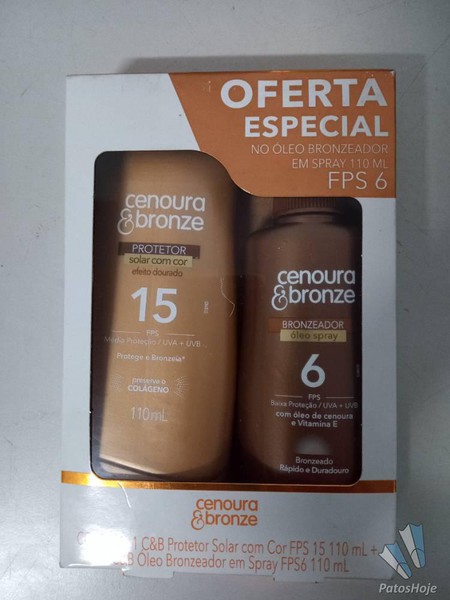 OFERTA
ESPECIAL
NO ÓLEO BRONZEADOR
EM SPRAY 110 ML
FPS 6
cenoura
&bronze
PROTETOR
solar com cor
efeito dourado
15
FPS
Média Proteção / UVA + UVB
Protege e Bronzeia*
preserva o
COLÁGENO
110mL
cenoura
&bronze
BRONZEADOR
óleo spray
6
FPS
Baixa Proteção / UVA + UVB
com óleo de cenoura
e Vitamina E
Bronzeado
Rápido e Duradouro
cenoura
&bronze
1 C&B Protetor Solar com Cor FPS 15 110 mL +
Óleo Bronzeador em Spray FPS6 110 mL
PatosHoje